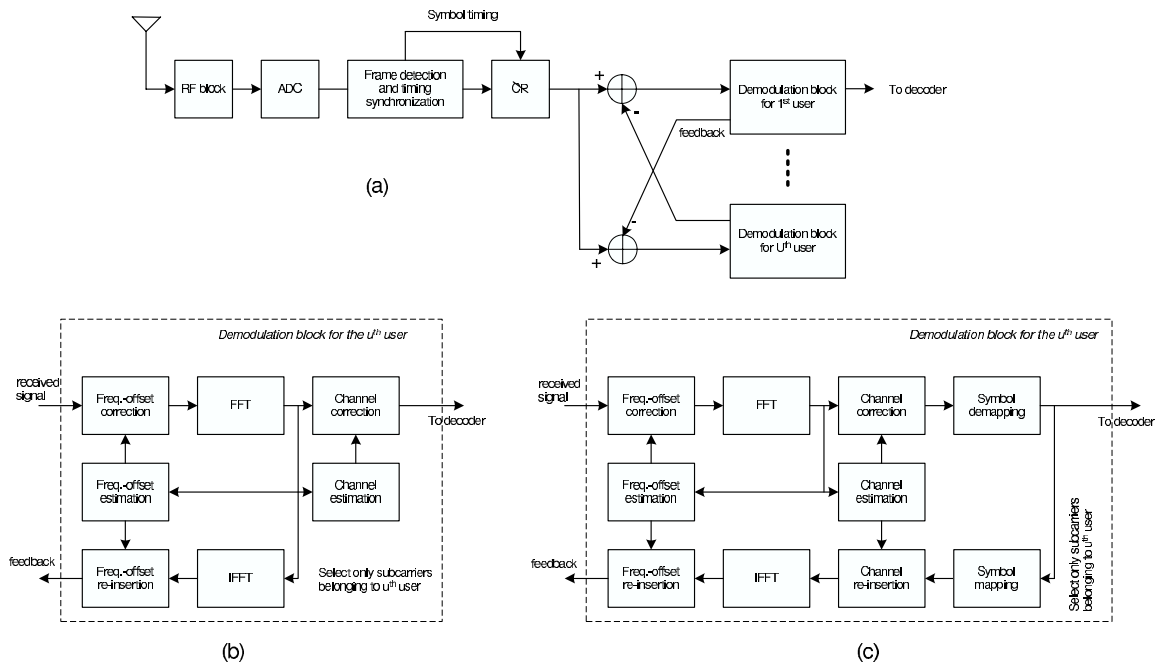 Symbol timing
RF block
ADC
Frame detection
and timing
synchronization
CR
+
-
Demodulation block
for 1st user
To decoder
feedback
(a)
-
+
Demodulation block
for Uth user
Demodulation block for the uth user
received
signal
Freq.-offset
correction
FFT
Channel
correction
To decoder
Freq.-offset
estimation
Channel
estimation
feedback
Freq.-offset
re-insertion
IFFT
Select only subcarriers
belonging to uth user
(b)
Demodulation block for the uth user
received
signal
Freq.-offset
correction
FFT
Channel
correction
Symbol
demapping
To decoder
Freq.-offset
estimation
Channel
estimation
Select only subcarriers
belonging to uth user
feedback
Freq.-offset
re-insertion
IFFT
Channel
re-insertion
Symbol
mapping
(c)